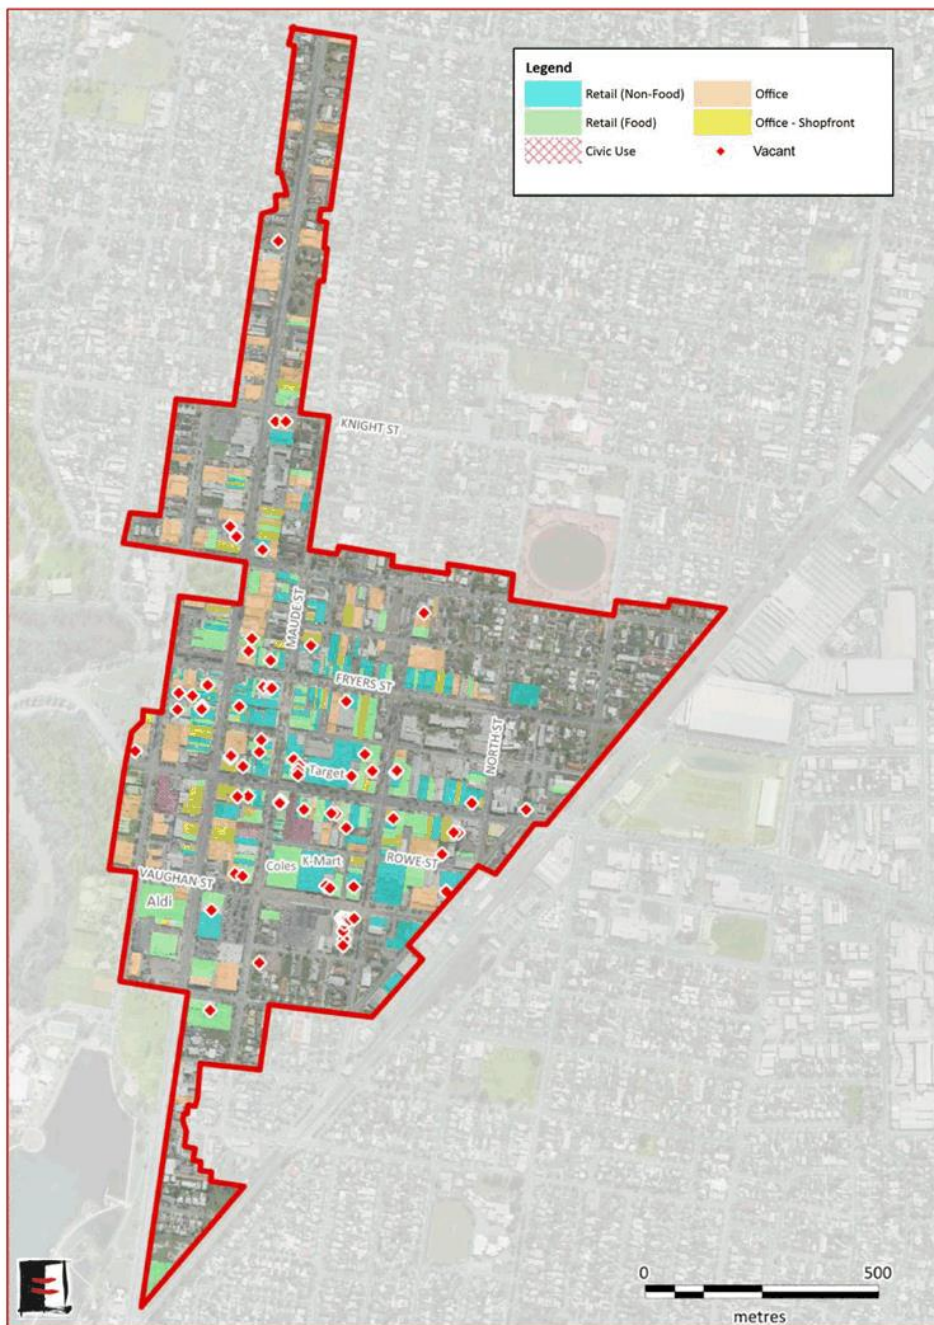 Legend
Retail (Non-Food)
Office
Retail (Food)
Office - Shopfront
Civic Use
Vacant
KNIGHT ST
MAUDE ST
FRYERS ST
NORTH ST
Target
Coles
K-Mart
ROWE ST
VAUGHAN ST
Aldi
0
500
metres